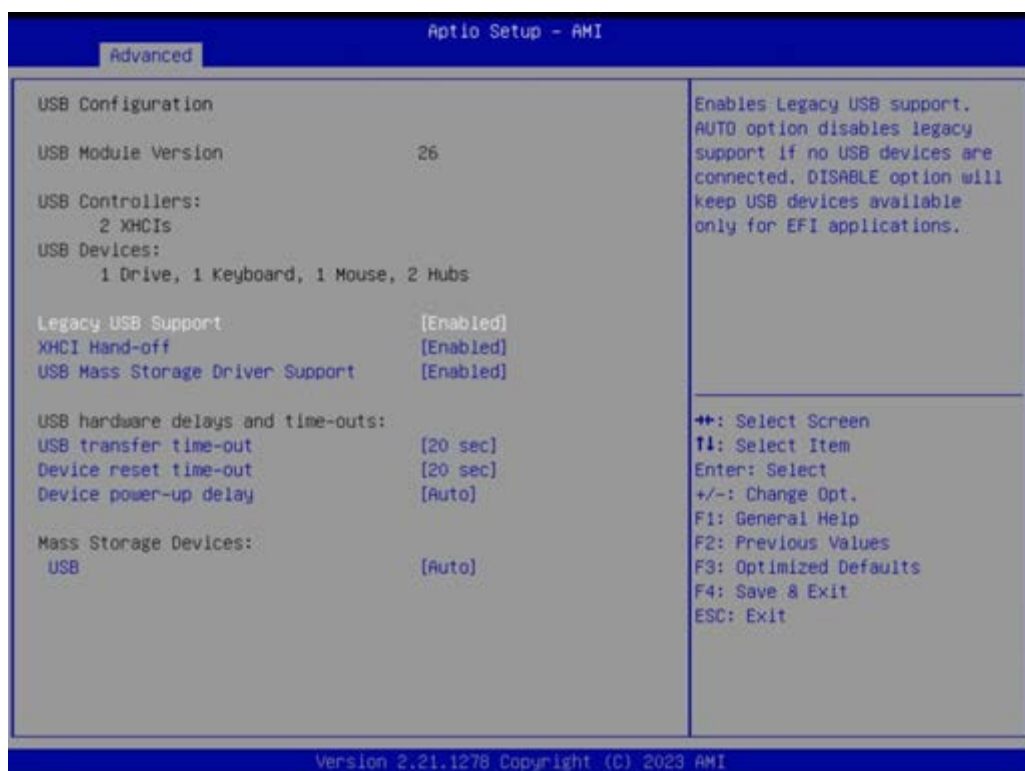 Aptio Setup - AMI
Advanced
USB Configuration
USB Module Version 26
USB Controllers:
2 XHCIs
USB Devices:
1 Drive, 1 Keyboard, 1 Mouse, 2 Hubs
Legacy USB Support [Enabled]
XHCI Hand-off [Enabled]
USB Mass Storage Driver Support [Enabled]
USB hardware delays and time-outs:
USB transfer time-out [20 sec]
Device reset time-out [20 sec]
Device power-up delay [Auto]
Mass Storage Devices:
USB [Auto]
Enables Legacy USB support.
AUTO option disables legacy
support if no USB devices are
connected. DISABLE option will
keep USB devices available
only for EFI applications.
→←: Select Screen
↑↓: Select Item
Enter: Select
+/-: Change Opt.
F1: General Help
F2: Previous Values
F3: Optimized Defaults
F4: Save & Exit
ESC: Exit
Version 2.21.1278 Copyright (C) 2023 AMI